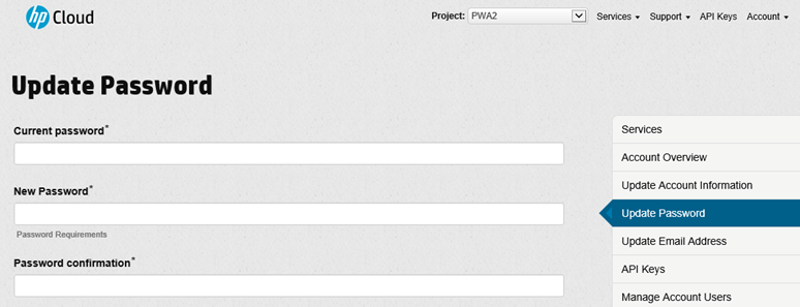 hp Cloud
Project: PWA2 Services Support API Keys Account
Update Password
Current password*
New Password*
Password Requirements
Password confirmation*
Services
Account Overview
Update Account Information
Update Password
Update Email Address
API Keys
Manage Account Users